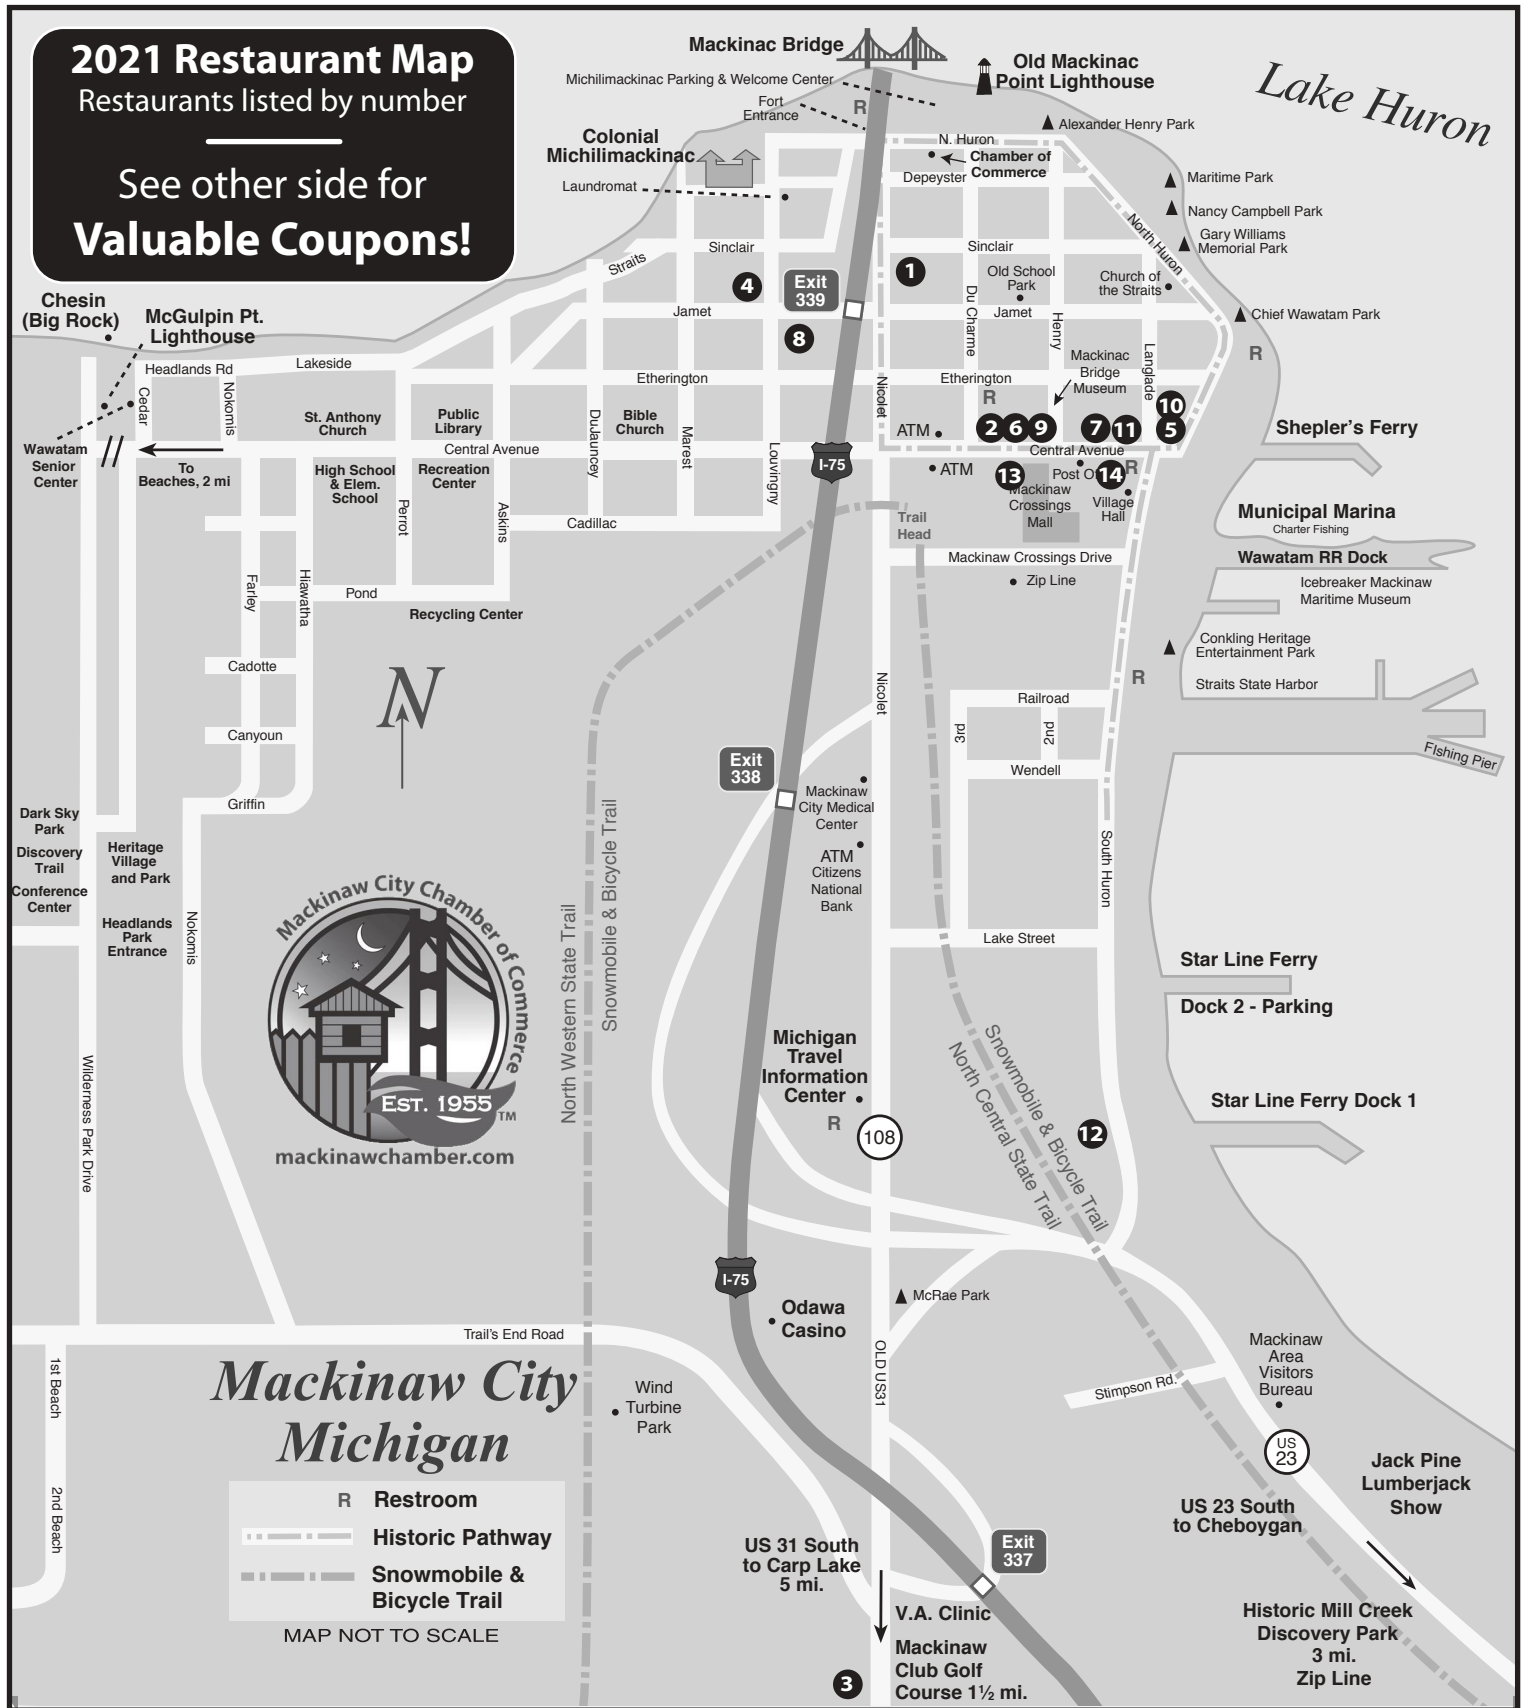 2021 Restaurant Map
Restaurants listed by number
See other side for
Valuable Coupons!
Mackinac Bridge
Michilimackinac Parking & Welcome Center
Fort
Entrance
R
Old Mackinac
Point Lighthouse
Lake Huron
Colonial
Michilimackinac
Laundromat
Alexander Henry Park
N. Huron
Chamber of
Commerce
Depeyster
Maritime Park
Nancy Campbell Park
Gary Williams
Memorial Park
North Huron
Sinclair
Sinclair
Straits
4
Exit
339
1
Old School
Park
Church of
the Straits
Chesin
(Big Rock)
McGulpin Pt.
Lighthouse
Jamet
Jamet
Du Charme
Henry
Langlade
Chief Wawatam Park
R
8
Mackinac
Bridge
Museum
Headlands Rd
Lakeside
Etherington
Etherington
Cedar
Nokomis
St. Anthony
Church
Public
Library
DuJauncey
Bible
Church
Marest
Louvingny
Nicolet
R
10
2
6
9
7
11
5
ATM
Shepler's Ferry
Wawatam
Senior
Center
To
Beaches, 2 mi
Central Avenue
Central Avenue
I-75
High School
& Elem.
School
Recreation
Center
Perrot
Askins
ATM
13
Post O
14
R
Mackinaw
Crossings
Mall
Village
Hall
Cadillac
Trail
Head
Municipal Marina
Charter Fishing
Mackinaw Crossings Drive
Wawatam RR Dock
Zip Line
Icebreaker Mackinaw
Maritime Museum
Farley
Hiawatha
Pond
Recycling Center
Conkling Heritage
Entertainment Park
R
Straits State Harbor
Cadotte
N
Nicolet
Railroad
3rd
2nd
Canyoun
Exit
338
Wendell
FIshing Pier
Mackinaw
City Medical
Center
Griffin
Dark Sky
Park
Discovery
Trail
Conference
Center
Heritage
Village
and Park
Headlands
Park
Entrance
Nokomis
ATM
Citizens
National
Bank
South Huron
North Western State Trail
Snowmobile & Bicycle Trail
Lake Street
Star Line Ferry
Dock 2 - Parking
Mackinaw City Chamber of Commerce
EST. 1955
TM
mackinawchamber.com
Michigan
Travel
Information
Center
R
108
Snowmobile & Bicycle Trail
North Central State Trail
12
Star Line Ferry Dock 1
Wilderness Park Drive
I-75
McRae Park
Odawa
Casino
Trail's End Road
OLD US31
1st Beach
2nd Beach
Mackinaw City
Michigan
Wind
Turbine
Park
Stimpson Rd.
Mackinaw
Area
Visitors
Bureau
US
23
Jack Pine
Lumberjack
Show
US 23 South
to Cheboygan
R Restroom
Historic Pathway
Snowmobile &
Bicycle Trail
MAP NOT TO SCALE
US 31 South
to Carp Lake
5 mi.
Exit
337
V.A. Clinic
Mackinaw
Club Golf
Course 1½ mi.
3
Historic Mill Creek
Discovery Park
3 mi.
Zip Line